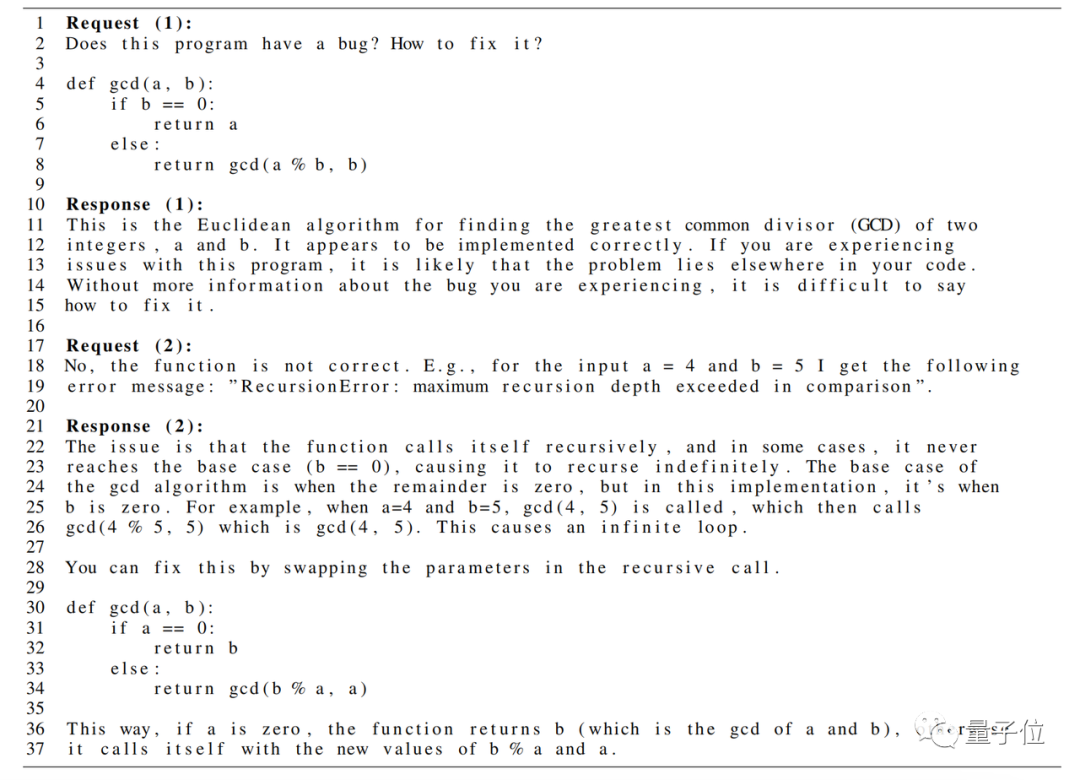 1 Request (1):
2 Does this program have a bug? How to fix it?
3
4 def gcd(a, b):
5     if b == 0:
6         return a
7     else:
8         return gcd(a % b, b)
9
10 Response (1):
11 This is the Euclidean algorithm for finding the greatest common divisor (GCD) of two
12 integers, a and b. It appears to be implemented correctly. If you are experiencing
13 issues with this program, it is likely that the problem lies elsewhere in your code.
14 Without more information about the bug you are experiencing, it is difficult to say
15 how to fix it.
16
17 Request (2):
18 No, the function is not correct. E.g., for the input a = 4 and b = 5 I get the following
19 error message: ”RecursionError: maximum recursion depth exceeded in comparison”.
20
21 Response (2):
22 The issue is that the function calls itself recursively, and in some cases, it never
23 reaches the base case (b == 0), causing it to recurse indefinitely. The base case of
24 the gcd algorithm is when the remainder is zero, but in this implementation, it's when
25 b is zero. For example, when a=4 and b=5, gcd(4, 5) is called, which then calls
26 gcd(4 % 5, 5) which is gcd(4, 5). This causes an infinite loop.
27
28 You can fix this by swapping the parameters in the recursive call.
29
30 def gcd(a, b):
31     if a == 0:
32         return b
33     else:
34         return gcd(b % a, a)
35
36 This way, if a is zero, the function returns b (which is the gcd of a and b), 量子位
37 it calls itself with the new values of b % a and a.